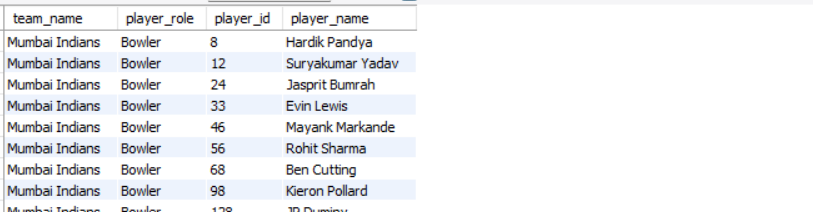 team_name player_role player_id player_name
Mumbai Indians Bowler 8 Hardik Pandya
Mumbai Indians Bowler 12 Suryakumar Yadav
Mumbai Indians Bowler 24 Jasprit Bumrah
Mumbai Indians Bowler 33 Evin Lewis
Mumbai Indians Bowler 46 Mayank Markande
Mumbai Indians Bowler 56 Rohit Sharma
Mumbai Indians Bowler 68 Ben Cutting
Mumbai Indians Bowler 98 Kieron Pollard
Mumbai Indians Bowler 128 JP Duminy